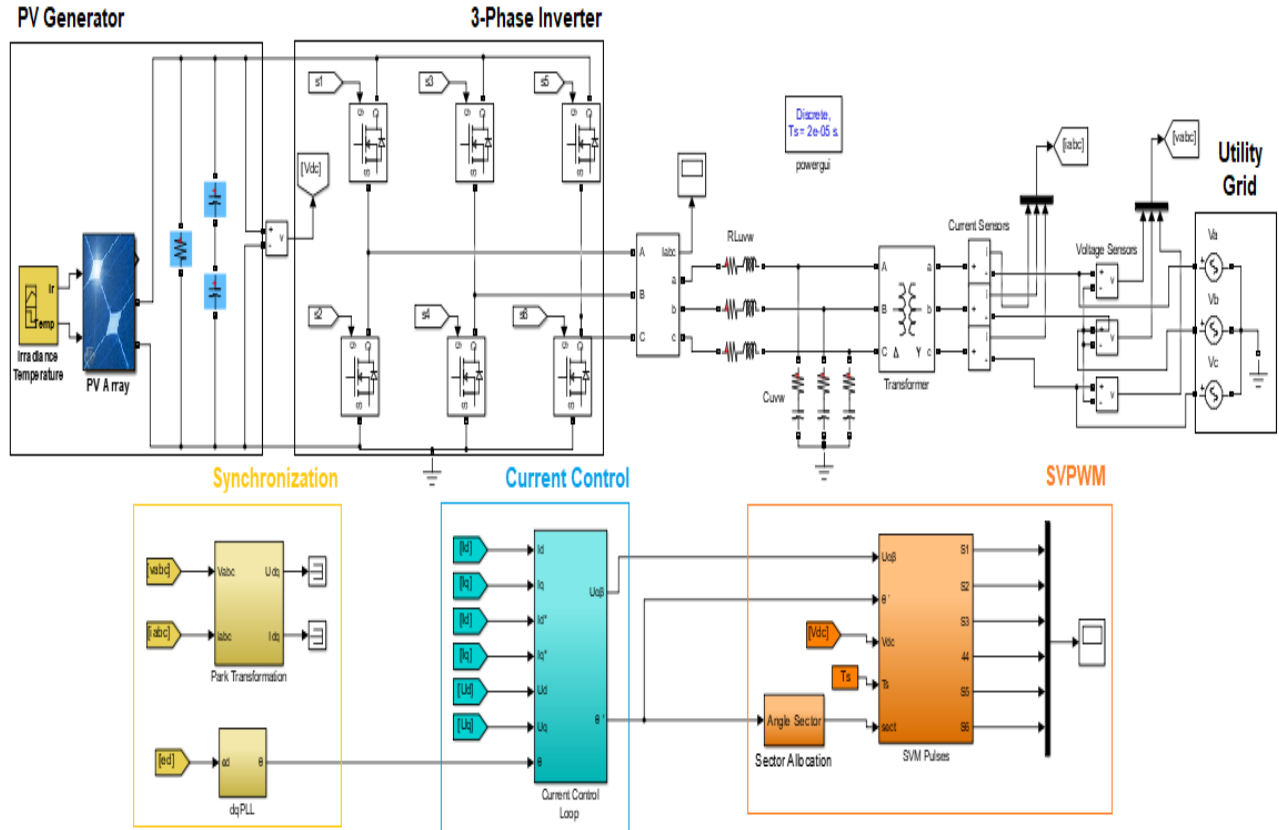 PV Generator
3-Phase Inverter
s1
s3
s5
g
C
g
C
g
C
s
s
s
[Vdc]
+
-
v
Ir
Temp
Irradiance
Temperature
PV Array
s2
s4
s6
g
C
g
C
g
C
s
s
s
Discrete,
Ts = 2e-05 s.
powergui
[iabc]
[vabc]
Utility
Grid
A
B
C
Iabc
a
b
c
RLuvw
Cuvw
A
B
C
Δ
Y
a
b
c
Transformer
Current Sensors
I
+
-
I
+
-
I
+
-
Voltage Sensors
+
-
v
+
-
v
+
-
v
Va
Vb
Vc
Synchronization
[vabc]
[iabc]
Vabc
Iabc
Udq
Idq
Park Transformation
[ed]
ed
θ
dqPLL
Current Control
[Id]
[Iq]
[Id]
[Iq]
[Ud]
[Uq]
Id
Iq
Id*
Iq*
Ud
Uq
θ
Uαβ
θ '
Current Control
Loop
SVPWM
[Vdc]
Ts
Angle Sector
Sector Allocation
Uαβ
θ '
Vdc
Ts
sect
S1
S2
S3
44
S5
S6
SVM Pulses